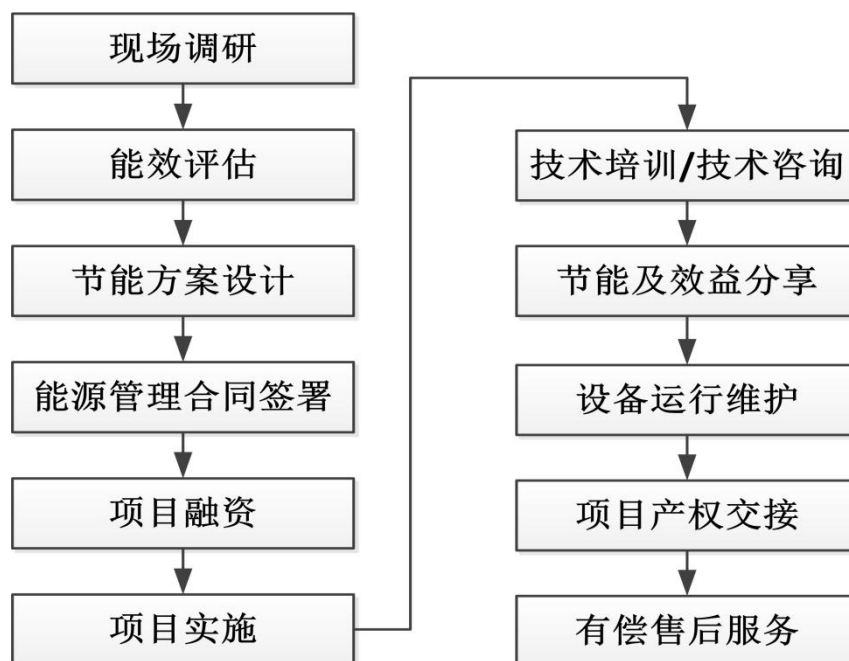 现场调研
能效评估
节能方案设计
能源管理合同签署
项目融资
项目实施
技术培训/技术咨询
节能及效益分享
设备运行维护
项目产权交接
有偿售后服务